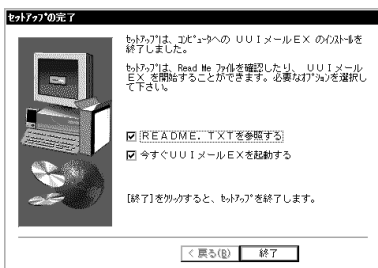 ｾｯﾄｱｯﾌﾟの完了
ｾｯﾄｱｯﾌﾟは、ｺﾝﾋﾟｭｰﾀへの ＵＵＩメールＥＸ のｲﾝｽﾄｰﾙを
終了しました。
ｾｯﾄｱｯﾌﾟは、Read Me ﾌｧｲﾙを確認したり、 ＵＵＩメール
ＥＸ を開始することができます。必要なｵﾌﾟｼｮﾝを選択し
て下さい。
ＲＥＡＤＭＥ．ＴＸＴを参照する
今すぐＵＵＩメールＥＸを起動する
[終了]をｸﾘｯｸすると、ｾｯﾄｱｯﾌﾟを終了します。
< 戻る(B)
終了